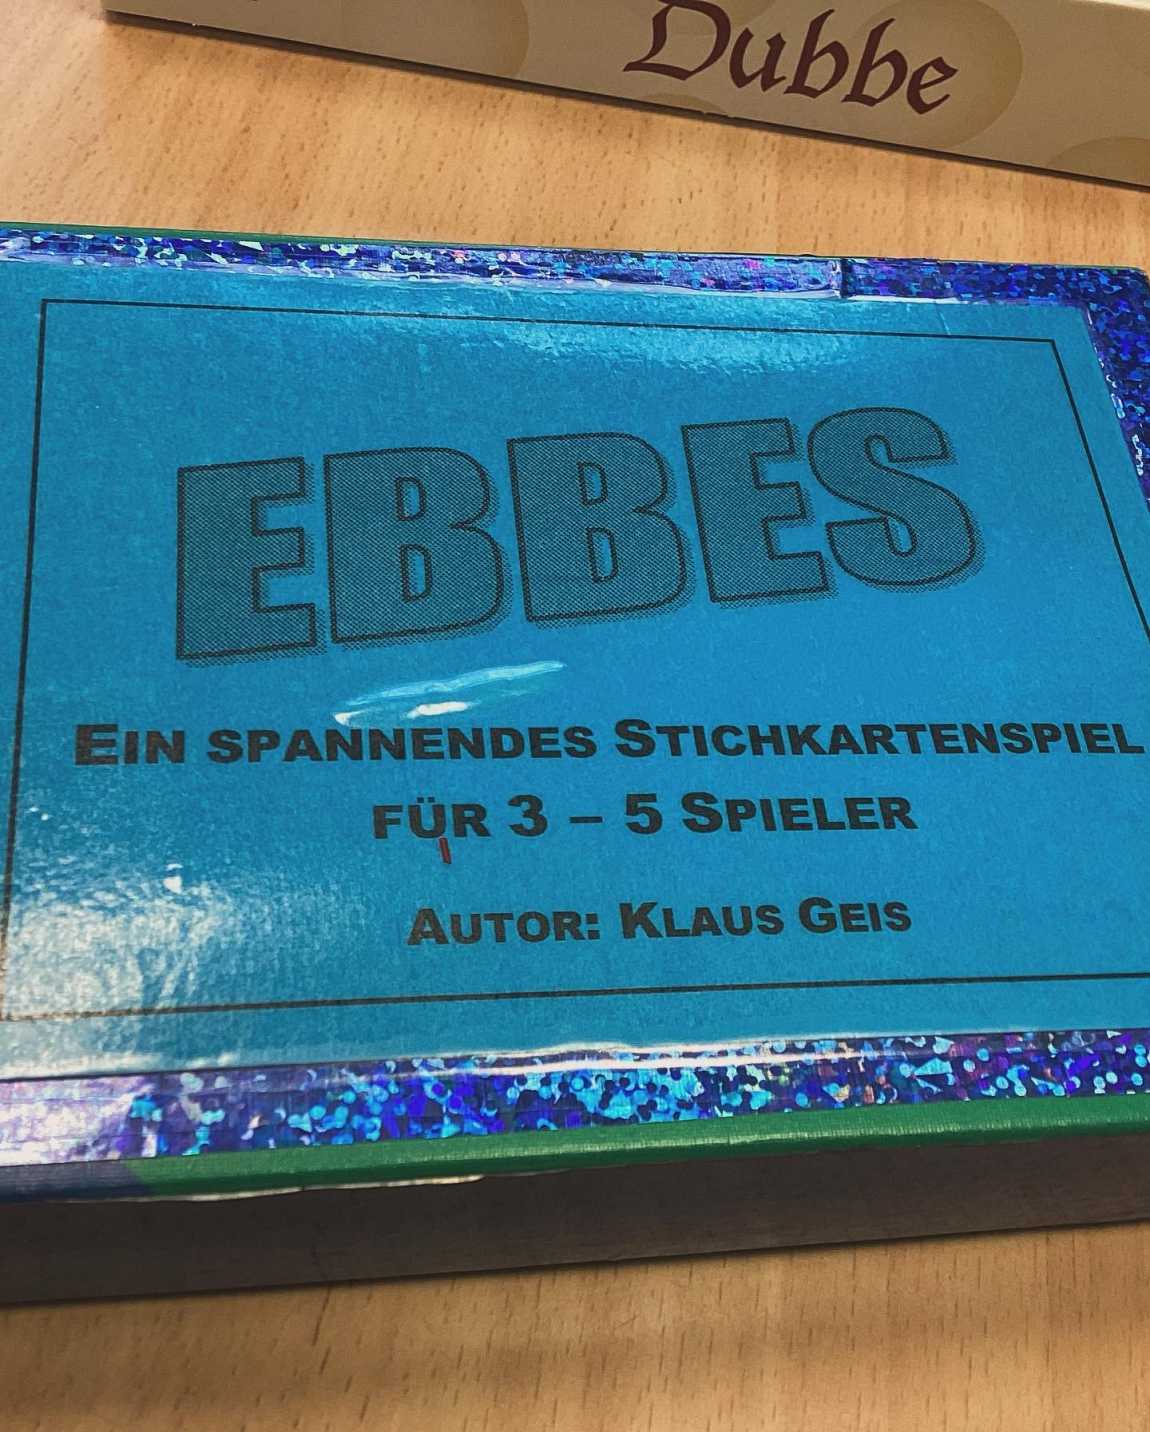 Dubbe
EBBES
EIN SPANNENDES STICHKARTENSPIEL
FÜR 3 – 5 SPIELER
AUTOR: KLAUS GEIS